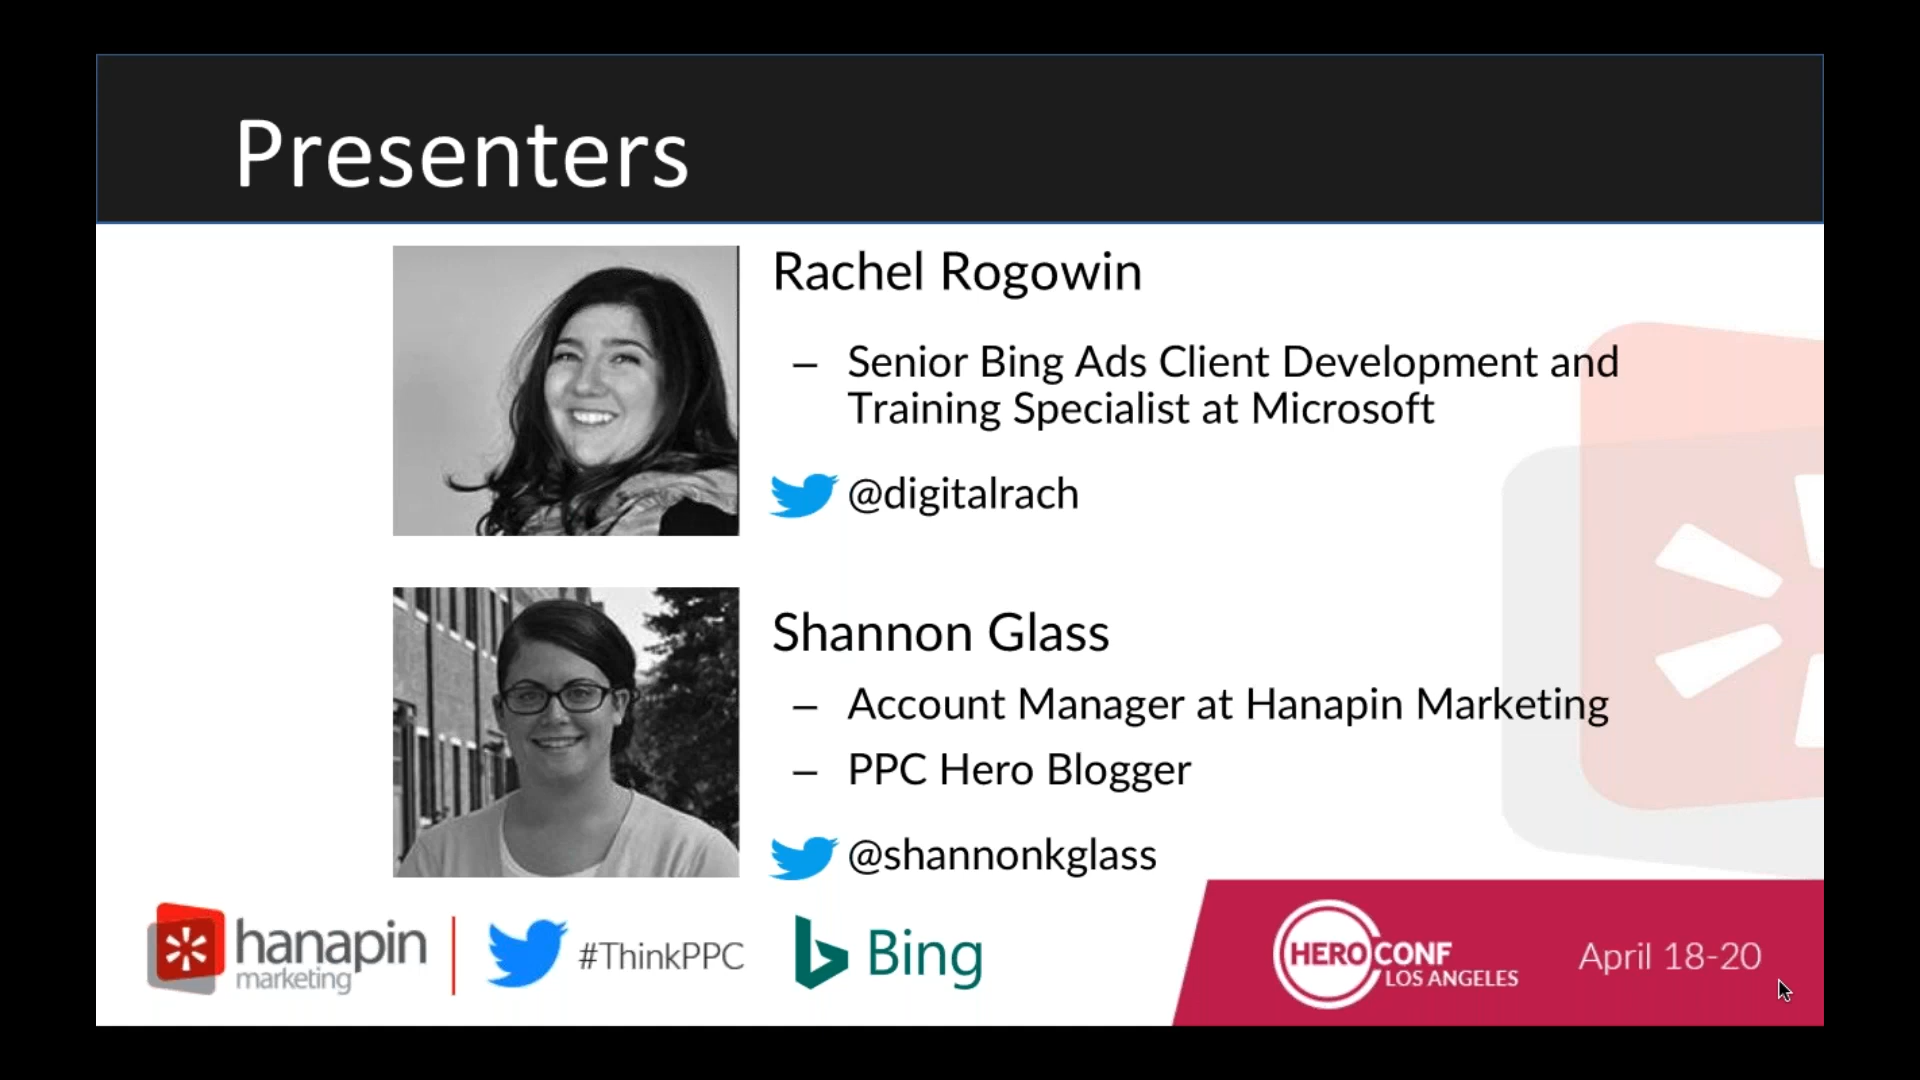 Presenters
Rachel Rogowin
– Senior Bing Ads Client Development and
Training Specialist at Microsoft
@digitalrach
Shannon Glass
– Account Manager at Hanapin Marketing
– PPC Hero Blogger
@shannonkglass
hanapin
marketing
#ThinkPPC
Bing
HERO CONF
LOS ANGELES
April 18-20